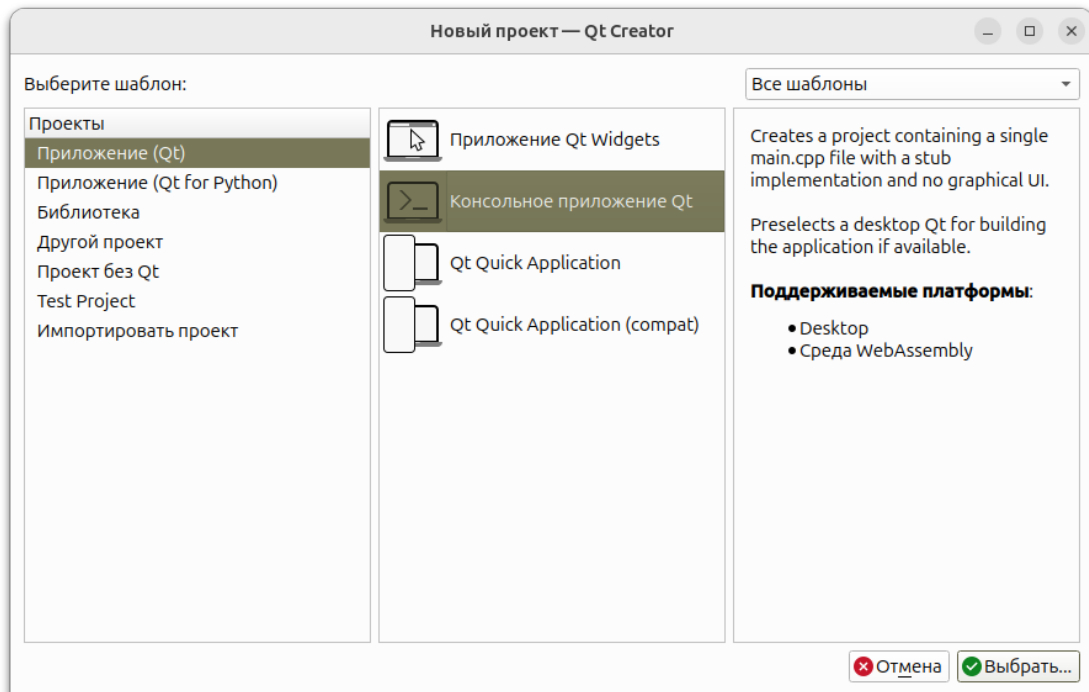 Новый проект — Qt Creator
Выберите шаблон:
Все шаблоны
Проекты
Приложение (Qt)
Приложение (Qt for Python)
Библиотека
Другой проект
Проект без Qt
Test Project
Импортировать проект
Приложение Qt Widgets
Консольное приложение Qt
Qt Quick Application
Qt Quick Application (compat)
Creates a project containing a single
main.cpp file with a stub
implementation and no graphical UI.
Preselects a desktop Qt for building
the application if available.
Поддерживаемые платформы:
• Desktop
• Среда WebAssembly
Отмена
Выбрать...